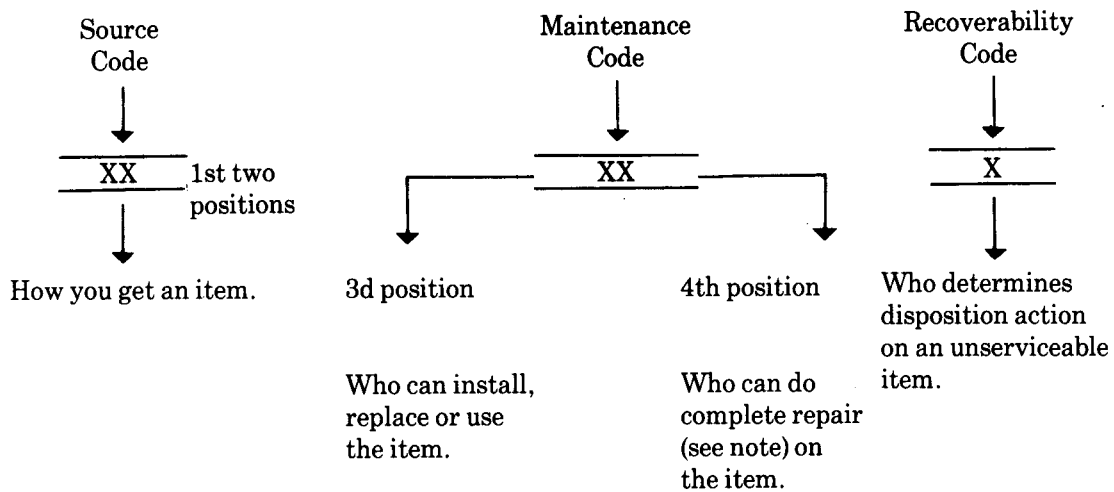 Source
Code
XX
1st two
positions
How you get an item.
Maintenance
Code
XX
3d position
Who can install,
replace or use
the item.
4th position
Who can do
complete repair
(see note) on
the item.
Recoverability
Code
X
Who determines
disposition action
on an unserviceable
item.